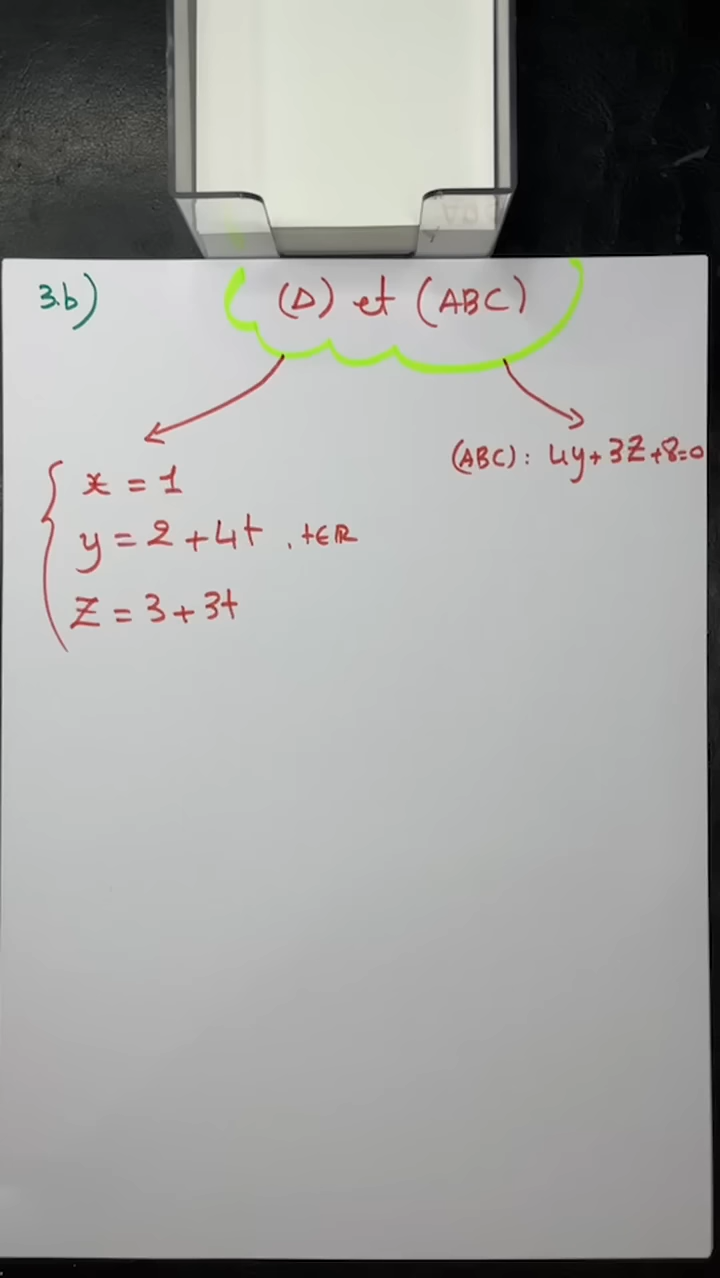 3.b) (Δ) et (ABC)
(ABC): 4y+3Z+8=0
x = 1
y = 2+4t , t∈ℝ
Z = 3+3t